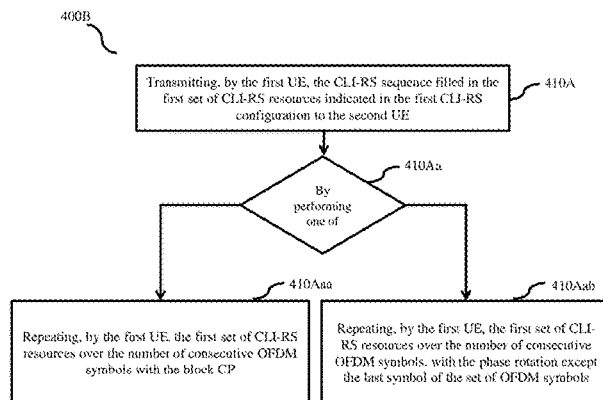 400B
Transmitting, by the first UE, the CLI-RS sequence filled in the
first set of CLI-RS resources indicated in the first CLI-RS
configuration to the second UE
410A
410Aa
By
performing
one of
410Aaa
410Aab
Repeating, by the first UE, the first set of CLI-RS
resources over the number of consecutive OFDM
symbols with the block CP
Repeating, by the first UE, the first set of CLI-
RS resources over the number of consecutive
OFDM symbols, with the phase rotation except
the last symbol of the set of OFDM symbols